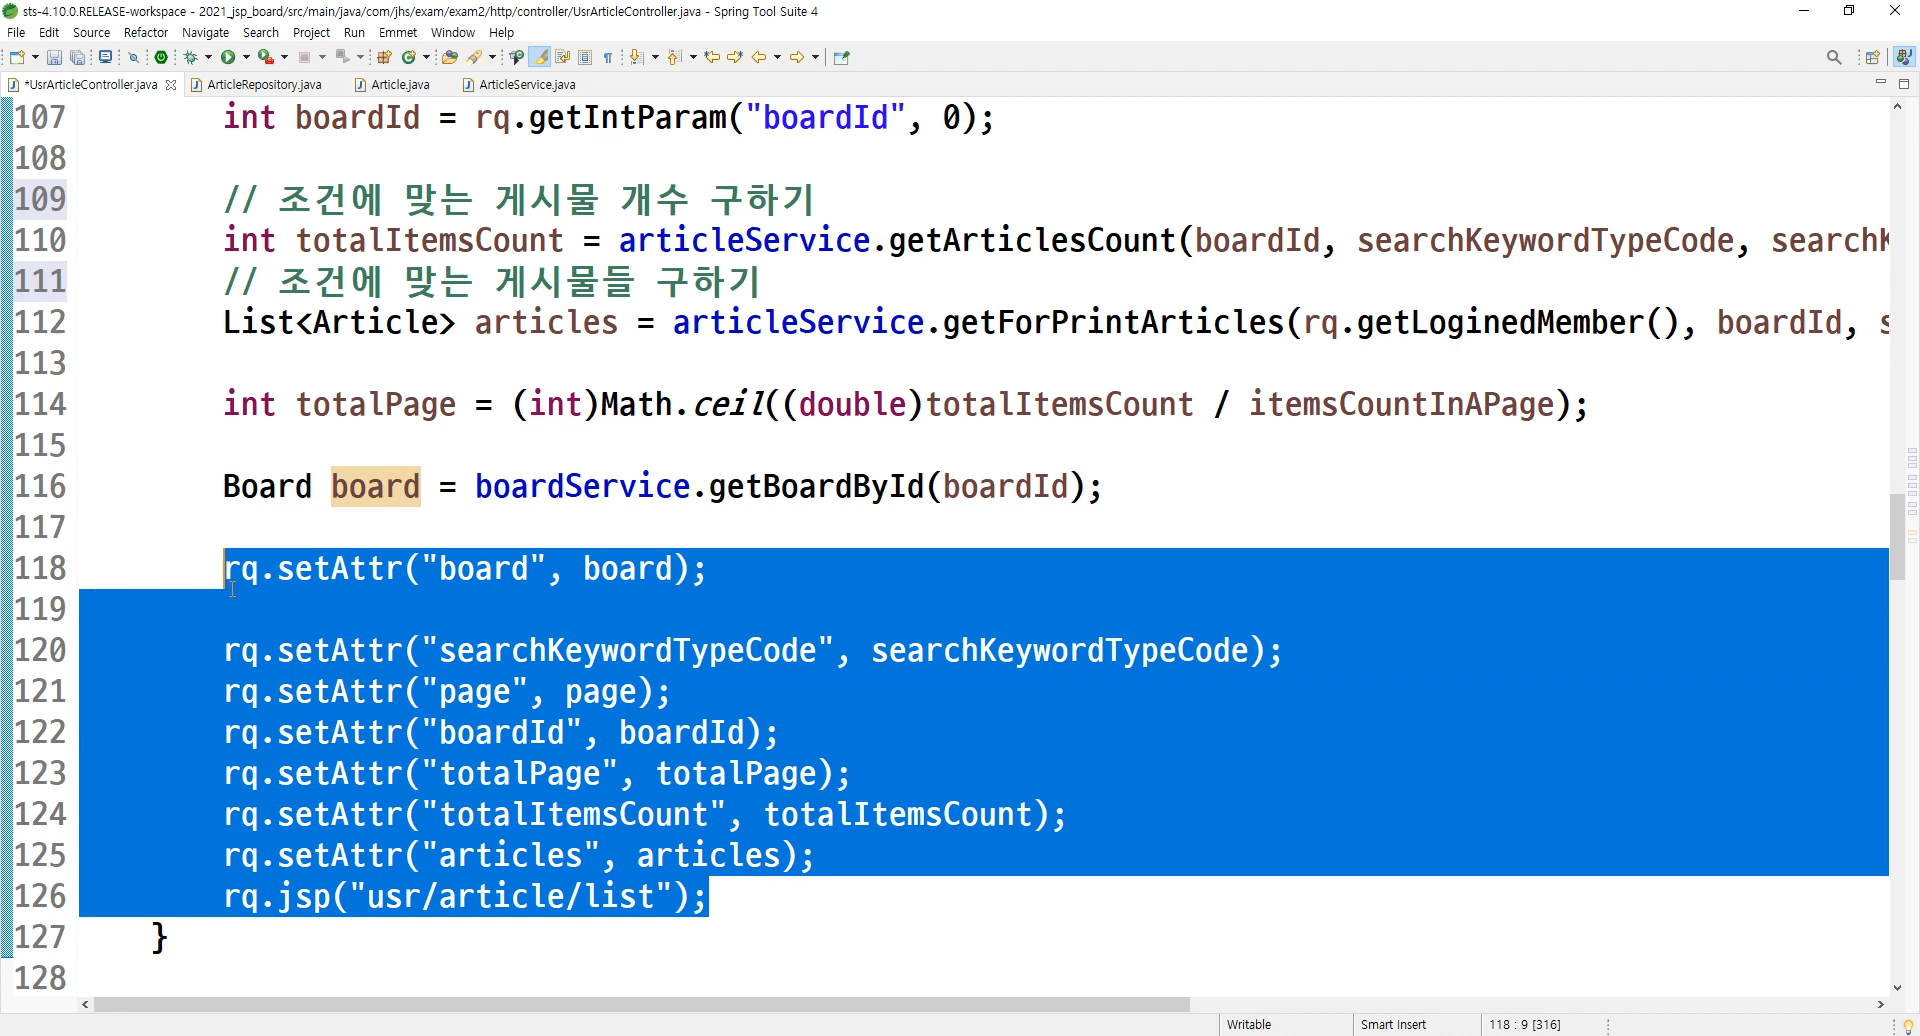 sts-4.10.0.RELEASE-workspace - 2021_jsp_board/src/main/java/com/jhs/exam/exam2/http/controller/UsrArticleController.java - Spring Tool Suite 4
File Edit Source Refactor Navigate Search Project Run Emmet Window Help
*UsrArticleController.java ArticleRepository.java Article.java ArticleService.java
107 int boardId = rq.getIntParam("boardId", 0);
108
109 // 조건에 맞는 게시물 개수 구하기
110 int totalItemsCount = articleService.getArticlesCount(boardId, searchKeywordTypeCode, searchK
111 // 조건에 맞는 게시물들 구하기
112 List<Article> articles = articleService.getForPrintArticles(rq.getLoginedMember(), boardId, s
113
114 int totalPage = (int)Math.ceil((double)totalItemsCount / itemsCountInAPage);
115
116 Board board = boardService.getBoardById(boardId);
117
118 rq.setAttr("board", board);
119
120 rq.setAttr("searchKeywordTypeCode", searchKeywordTypeCode);
121 rq.setAttr("page", page);
122 rq.setAttr("boardId", boardId);
123 rq.setAttr("totalPage", totalPage);
124 rq.setAttr("totalItemsCount", totalItemsCount);
125 rq.setAttr("articles", articles);
126 rq.jsp("usr/article/list");
127 }
128
Writable Smart Insert 118 : 9 [316]